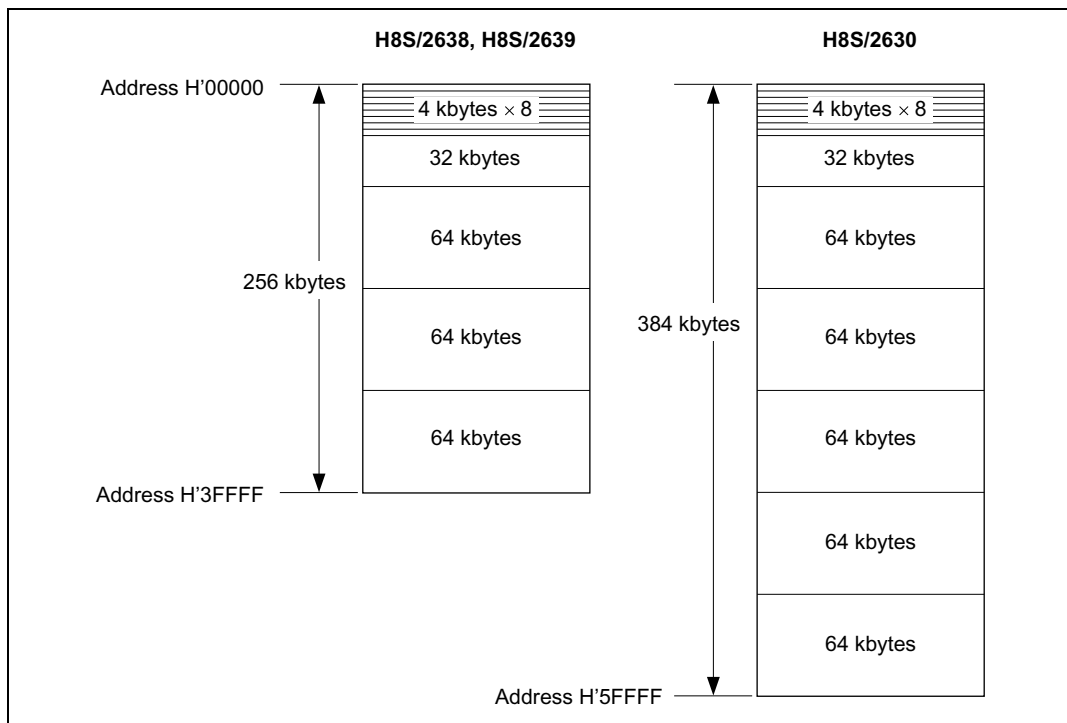 H8S/2638, H8S/2639
H8S/2630
Address H’00000
4 kbytes × 8
4 kbytes × 8
32 kbytes
32 kbytes
64 kbytes
64 kbytes
256 kbytes
384 kbytes
64 kbytes
64 kbytes
64 kbytes
64 kbytes
Address H’3FFFF
64 kbytes
64 kbytes
Address H’5FFFF